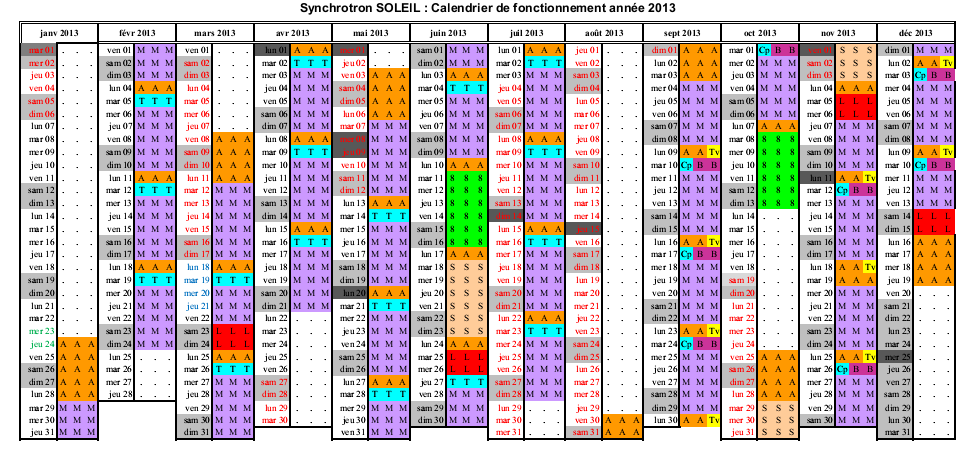 Synchrotron SOLEIL : Calendrier de fonctionnement année 2013
janv 2013 févr 2013 mars 2013 avr 2013 mai 2013 juin 2013 juil 2013 août 2013 sept 2013 oct 2013 nov 2013 déc 2013
mar 01 . . . ven 01 M M M ven 01 . . . lun 01 A A A . . . sam 01 M M M lun 01 A A A jeu 01 . . . dim 01 A A A mar 01 Cp B B ven 01 S S S dim 01 M M M
mer 02 . . . sam 02 M M M sam 02 . . . mar 02 T T T jeu 02 . . . dim 02 M M M mar 02 T T T ven 02 . . . lun 02 A A A mer 02 M M M sam 02 S S S lun 02 A A Tv
jeu 03 . . . dim 03 M M M dim 03 . . . mer 03 M M M ven 03 A A A lun 03 A A A mer 03 M M M sam 03 . . . mar 03 A A A jeu 03 M M M dim 03 S S S mar 03 Cp B B
ven 04 . . . lun 04 A A A lun 04 . . . jeu 04 M M M sam 04 A A A mar 04 T T T jeu 04 M M M dim 04 . . . mer 04 M M M ven 04 M M M lun 04 A A A mer 04 M M M
sam 05 . . . mar 05 T T T mar 05 . . . ven 05 M M M dim 05 A A A mer 05 M M M ven 05 M M M lun 05 . . . jeu 05 M M M sam 05 M M M mar 05 L L L jeu 05 M M M
dim 06 . . . mer 06 M M M mer 06 . . . sam 06 M M M lun 06 A A A jeu 06 M M M sam 06 M M M mar 06 . . . ven 06 M M M dim 06 M M M mer 06 L L L ven 06 M M M
lun 07 . . . jeu 07 M M M jeu 07 . . . dim 07 M M M mar 07 M M M ven 07 M M M dim 07 M M M mer 07 . . . sam 07 M M M lun 07 A A A jeu 07 M M M sam 07 M M M
mar 08 . . . ven 08 M M M ven 08 A A A lun 08 A A A M M M sam 08 M M M lun 08 A A A jeu 08 . . . dim 08 M M M mar 08 8 8 8 ven 08 M M M dim 08 M M M
mer 09 . . . sam 09 M M M sam 09 A A A mar 09 T T T M M M dim 09 M M M mar 09 T T T ven 09 . . . lun 09 A A Tv mer 09 8 8 8 sam 09 M M M lun 09 A A Tv
jeu 10 . . . dim 10 M M M dim 10 A A A mer 10 M M M ven 10 M M M lun 10 A A A mer 10 M M M sam 10 . . . mar 10 Cp B B jeu 10 8 8 8 dim 10 M M M mar 10 Cp B B
ven 11 . . . lun 11 A A A lun 11 A A A jeu 11 M M M sam 11 M M M mar 11 8 8 8 jeu 11 M M M dim 11 . . . mer 11 M M M ven 11 8 8 8 lun 11 A A Tv mer 11 M M M
sam 12 . . . mar 12 T T T mar 12 M M M ven 12 M M M dim 12 M M M mer 12 8 8 8 ven 12 M M M lun 12 . . . jeu 12 M M M sam 12 8 8 8 mar 12 Cp B B jeu 12 M M M
dim 13 . . . mer 13 M M M mer 13 M M M sam 13 M M M lun 13 A A A jeu 13 8 8 8 sam 13 M M M mar 13 . . . ven 13 M M M dim 13 8 8 8 mer 13 M M M ven 13 M M M
lun 14 . . . jeu 14 M M M jeu 14 M M M dim 14 M M M mar 14 T T T ven 14 8 8 8 dim 14 M M M mer 14 . . . sam 14 M M M lun 14 . . . jeu 14 M M M sam 14 L L L
mar 15 . . . ven 15 M M M ven 15 M M M lun 15 A A A mer 15 M M M sam 15 8 8 8 lun 15 A A A jeu 15 . . . dim 15 M M M mar 15 . . . ven 15 M M M dim 15 L L L
mer 16 . . . sam 16 M M M sam 16 M M M mar 16 T T T jeu 16 M M M dim 16 8 8 8 mar 16 T T T ven 16 . . . lun 16 A A Tv mer 16 . . . sam 16 M M M lun 16 A A A
jeu 17 . . . dim 17 M M M dim 17 M M M mer 17 M M M ven 17 M M M lun 17 A A A mer 17 M M M sam 17 . . . mar 17 Cp B B jeu 17 . . . dim 17 M M M mar 17 A A A
ven 18 . . . lun 18 A A A lun 18 A A A jeu 18 M M M sam 18 M M M mar 18 S S S jeu 18 M M M dim 18 . . . mer 18 M M M ven 18 . . . lun 18 A A Tv mer 18 A A A
sam 19 . . . mar 19 T T T mar 19 T T T ven 19 M M M dim 19 M M M mer 19 S S S ven 19 M M M lun 19 . . . jeu 19 M M M sam 19 . . . mar 19 A A Tv jeu 19 A A A
dim 20 . . . mer 20 M M M mer 20 M M M sam 20 M M M lun 20 A A A jeu 20 S S S sam 20 M M M mar 20 . . . ven 20 M M M dim 20 . . . mer 20 M M M ven 20 . . .
lun 21 . . . jeu 21 M M M jeu 21 M M M dim 21 M M M mar 21 T T T ven 21 S S S dim 21 M M M mer 21 . . . sam 21 M M M lun 21 . . . jeu 21 M M M sam 21 . . .
mar 22 . . . ven 22 M M M ven 22 M M M lun 22 . . . mer 22 M M M sam 22 S S S lun 22 A A A jeu 22 . . . dim 22 M M M mar 22 . . . ven 22 M M M dim 22 . . .
mer 23 . . . sam 23 M M M sam 23 L L L mar 23 . . . jeu 23 M M M dim 23 S S S mar 23 T T T ven 23 . . . lun 23 A A Tv mer 23 . . . sam 23 M M M lun 23 . . .
jeu 24 A A A dim 24 M M M dim 24 L L L mer 24 . . . ven 24 M M M lun 24 A A A mer 24 M M M sam 24 . . . mar 24 Cp B B jeu 24 . . . dim 24 M M M mar 24 . . .
ven 25 A A A lun 25 . . . lun 25 A A A jeu 25 . . . sam 25 M M M mar 25 L L L jeu 25 M M M dim 25 . . . mer 25 M M M ven 25 A A A lun 25 A A Tv mer 25 . . .
sam 26 A A A mar 26 . . . mar 26 T T T ven 26 . . . dim 26 M M M mer 26 L L L ven 26 M M M lun 26 . . . jeu 26 M M M sam 26 A A A mar 26 Cp B B jeu 26 . . .
dim 27 A A A mer 27 . . . mer 27 M M M sam 27 . . . lun 27 A A A jeu 27 T T T sam 27 M M M mar 27 . . . ven 27 M M M dim 27 A A A mer 27 M M M ven 27 . . .
lun 28 A A A jeu 28 . . . jeu 28 M M M dim 28 . . . mar 28 T T T ven 28 M M M dim 28 M M M mer 28 . . . sam 28 M M M lun 28 A A A jeu 28 M M M sam 28 . . .
mar 29 M M M ven 29 M M M lun 29 . . . mer 29 M M M sam 29 M M M lun 29 . . . jeu 29 . . . dim 29 M M M mar 29 S S S ven 29 M M M dim 29 . . .
mer 30 M M M sam 30 M M M mar 30 . . . jeu 30 M M M dim 30 M M M mar 30 . . . ven 30 A A A lun 30 A A Tv mer 30 S S S sam 30 M M M lun 30 . . .
jeu 31 M M M dim 31 M M M ven 31 M M M mer 31 . . . sam 31 A A A jeu 31 S S S mar 31 . . .